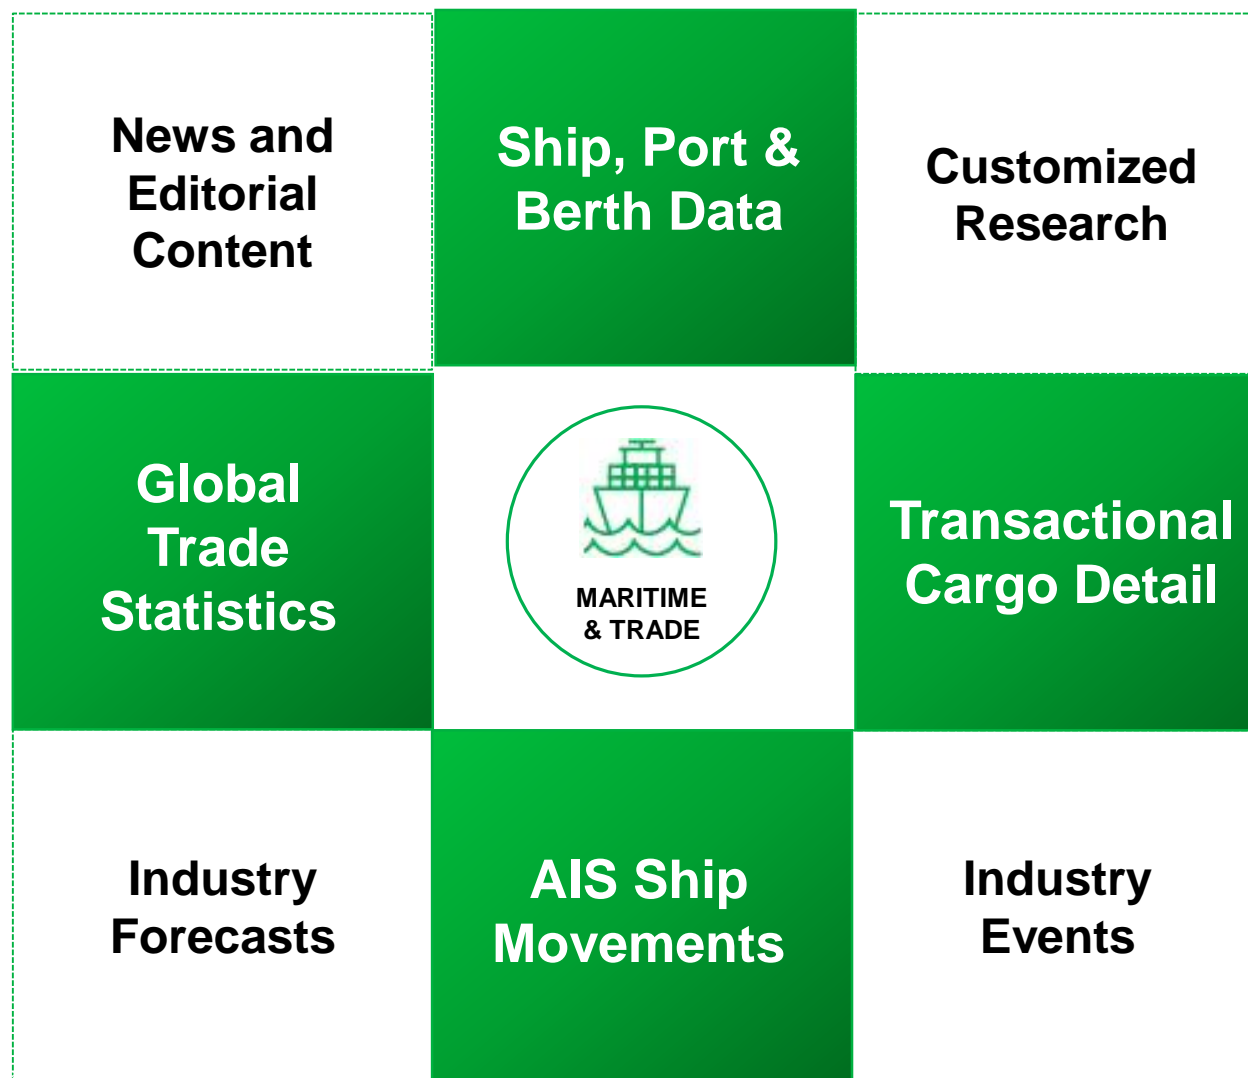 News and
Editorial
Content
Ship, Port &
Berth Data
Customized
Research
Global
Trade
Statistics
MARITIME
& TRADE
Transactional
Cargo Detail
Industry
Forecasts
AIS Ship
Movements
Industry
Events